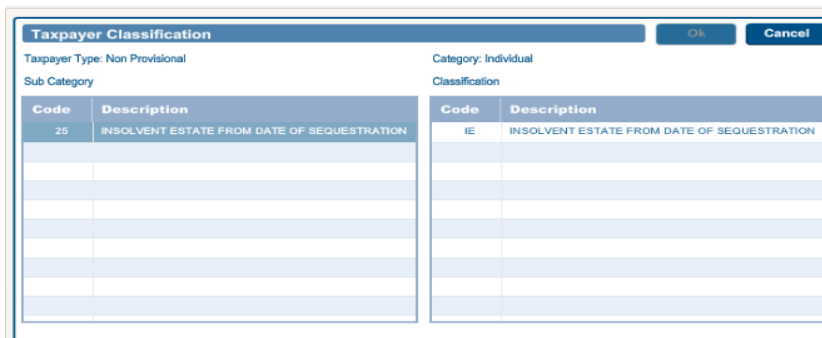 Taxpayer Classification Ok Cancel
Taxpayer Type: Non Provisional Category: Individual
Sub Category Classification
Code Description Code Description
25 INSOLVENT ESTATE FROM DATE OF SEQUESTRATION IE INSOLVENT ESTATE FROM DATE OF SEQUESTRATION